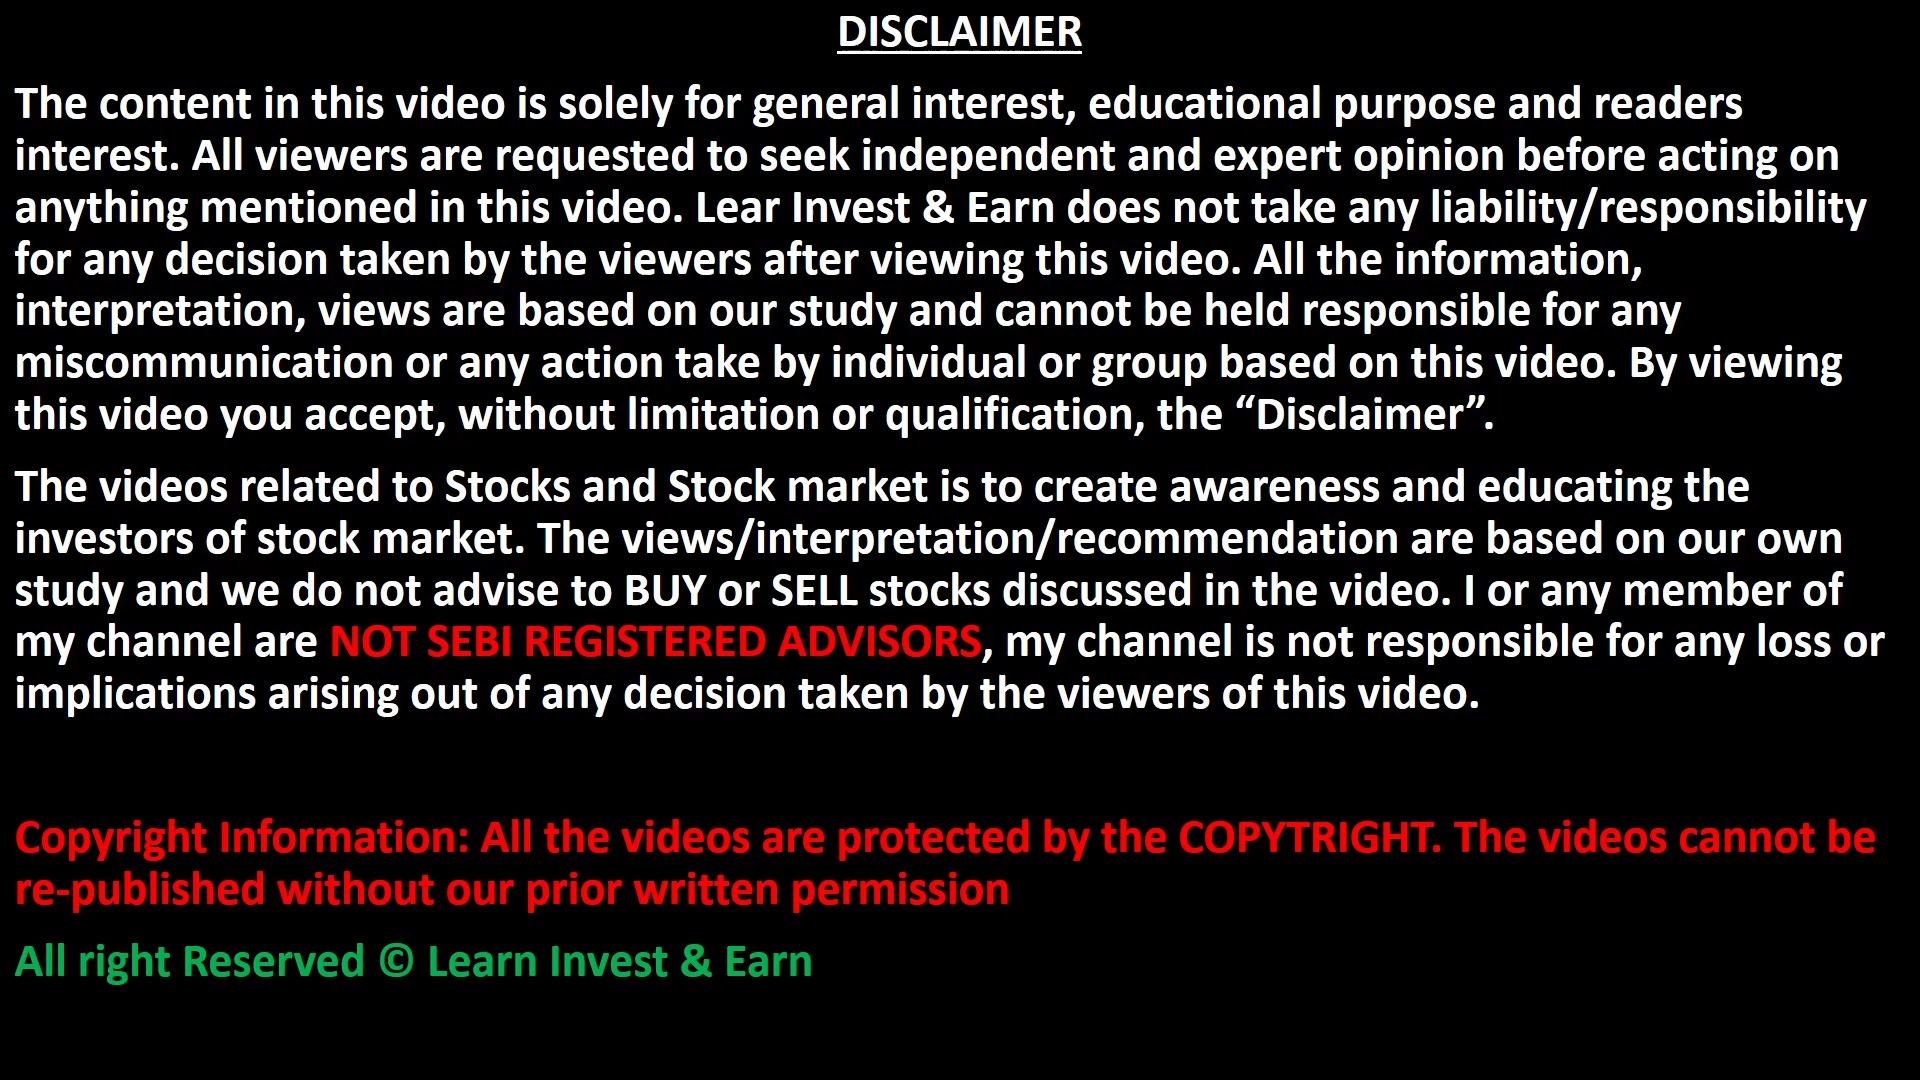 DISCLAIMER
The content in this video is solely for general interest, educational purpose and readers
interest. All viewers are requested to seek independent and expert opinion before acting on
anything mentioned in this video. Lear Invest & Earn does not take any liability/responsibility
for any decision taken by the viewers after viewing this video. All the information,
interpretation, views are based on our study and cannot be held responsible for any
miscommunication or any action take by individual or group based on this video. By viewing
this video you accept, without limitation or qualification, the “Disclaimer”.
The videos related to Stocks and Stock market is to create awareness and educating the
investors of stock market. The views/interpretation/recommendation are based on our own
study and we do not advise to BUY or SELL stocks discussed in the video. I or any member of
my channel are NOT SEBI REGISTERED ADVISORS, my channel is not responsible for any loss or
implications arising out of any decision taken by the viewers of this video.
Copyright Information: All the videos are protected by the COPYTRIGHT. The videos cannot be
re-published without our prior written permission
All right Reserved © Learn Invest & Earn